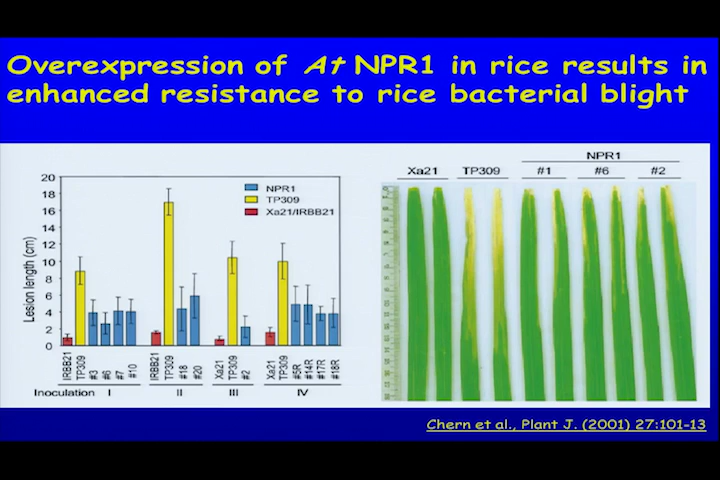 Overexpression of At NPR1 in rice results in
enhanced resistance to rice bacterial blight
NPR1
Xa21 TP309 #1 #6 #2
20
18
16
14
12
10
8
6
4
2
0
Lesion length (cm)
NPR1
TP309
Xa21/IRBB21
IRBB21 TP309 #3 #6 #7 #10 IRBB21 TP309 #18 #20 Xa21 TP309 #2 Xa21 TP309 #5R #14R #17R #18R
Inoculation I II III IV
Chern et al., Plant J. (2001) 27:101-13